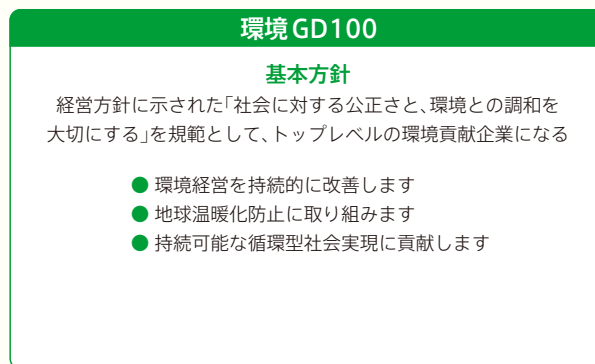 環境GD100
基本方針
経営方針に示された「社会に対する公正さと、環境との調和を
大切にする」を規範として、トップレベルの環境貢献企業になる
● 環境経営を持続的に改善します
● 地球温暖化防止に取り組みます
● 持続可能な循環型社会実現に貢献します